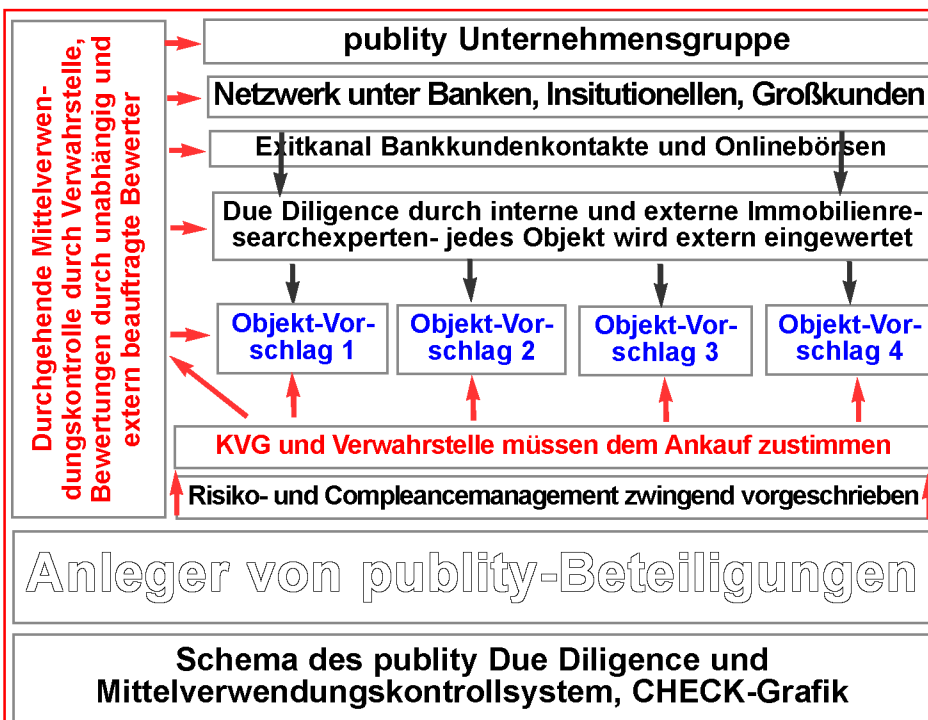 Durchgehende Mittelverwen-
dungskontrolle durch Verwahrstelle,
Bewertungen durch unabhängig und
extern beauftragte Bewerter
publity Unternehmensgruppe
Netzwerk unter Banken, Insitutionellen, Großkunden
Exitkanal Bankkundenkontakte und Onlinebörsen
Due Diligence durch interne und externe Immobilienre-
searchexperten- jedes Objekt wird extern eingewertet
Objekt-Vor-
schlag 1
Objekt-Vor-
schlag 2
Objekt-Vor-
schlag 3
Objekt-Vor-
schlag 4
KVG und Verwahrstelle müssen dem Ankauf zustimmen
Risiko- und Compleancemanagement zwingend vorgeschrieben
Anleger von publity-Beteiligungen
Schema des publity Due Diligence und
Mittelverwendungskontrollsystem, CHECK-Grafik